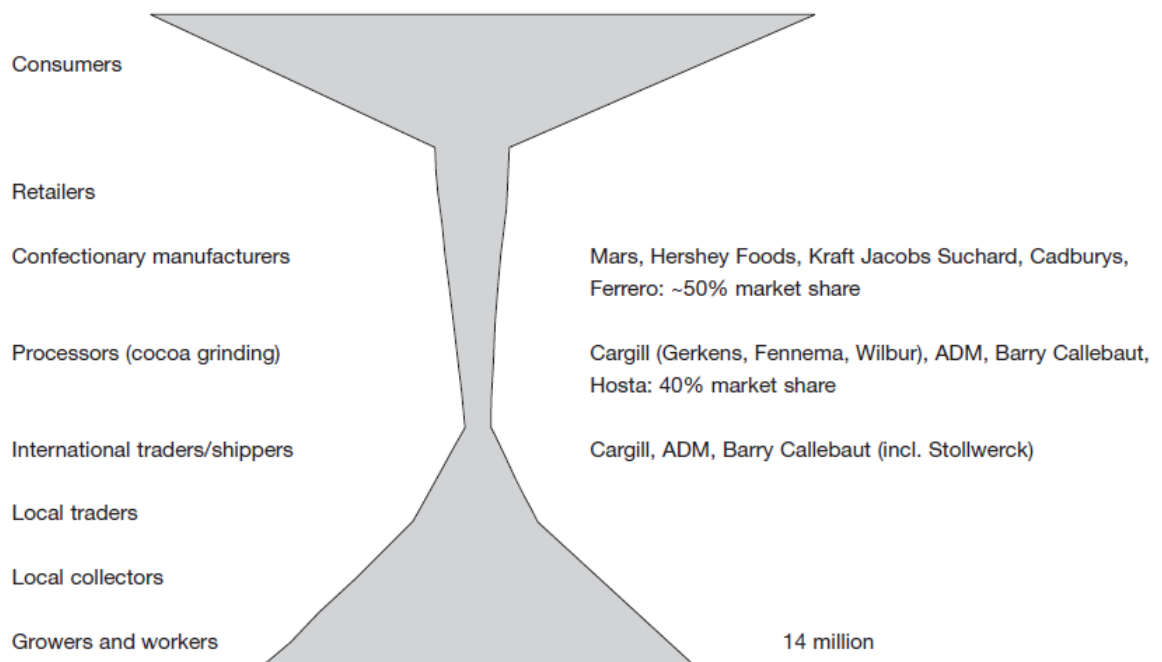 Consumers
Retailers
Confectionary manufacturers
Mars, Hershey Foods, Kraft Jacobs Suchard, Cadburys,
Ferrero: ~50% market share
Processors (cocoa grinding)
Cargill (Gerkens, Fennema, Wilbur), ADM, Barry Callebaut,
Hosta: 40% market share
International traders/shippers
Cargill, ADM, Barry Callebaut (incl. Stollwerck)
Local traders
Local collectors
Growers and workers
14 million